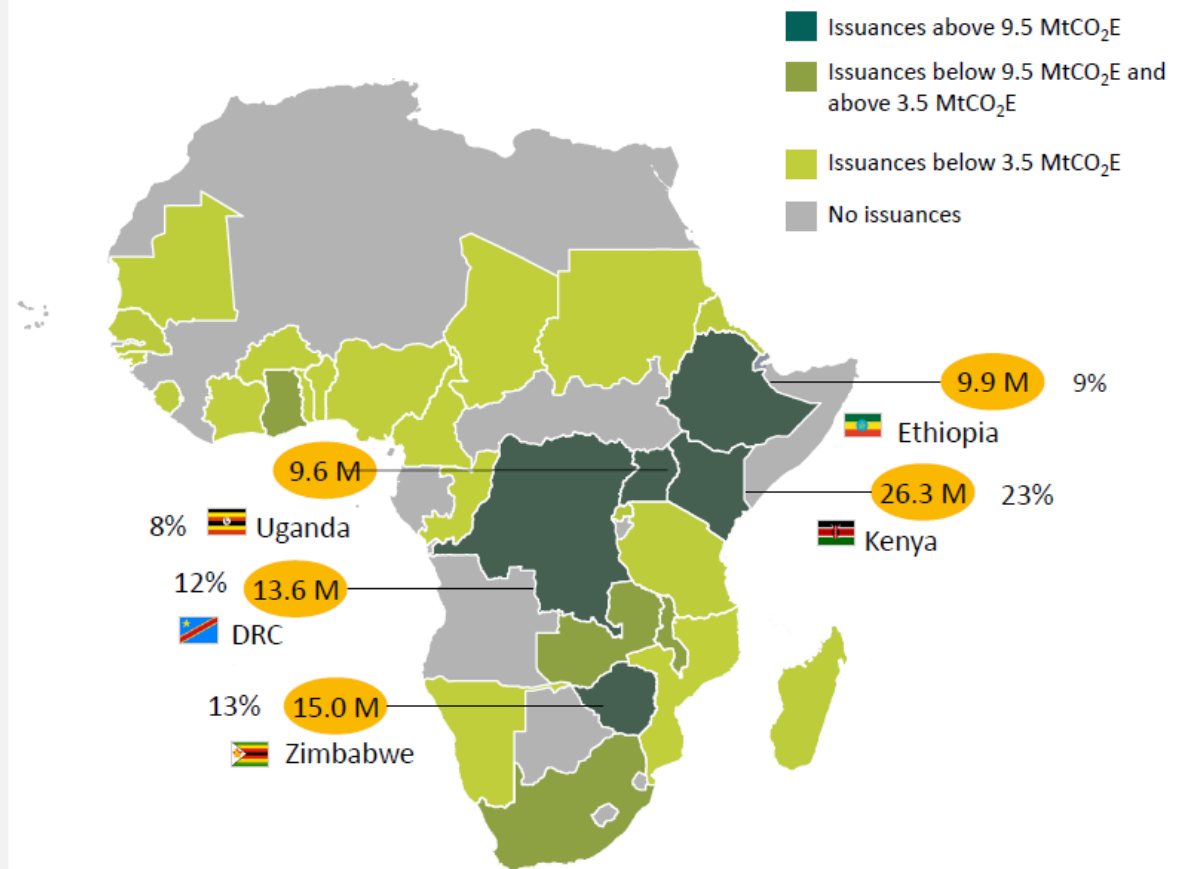 Issuances above 9.5 MtCO₂E
Issuances below 9.5 MtCO₂E and
above 3.5 MtCO₂E
Issuances below 3.5 MtCO₂E
No issuances
9.9 M 9%
Ethiopia
9.6 M
26.3 M 23%
8% Uganda
Kenya
12% 13.6 M
DRC
13% 15.0 M
Zimbabwe